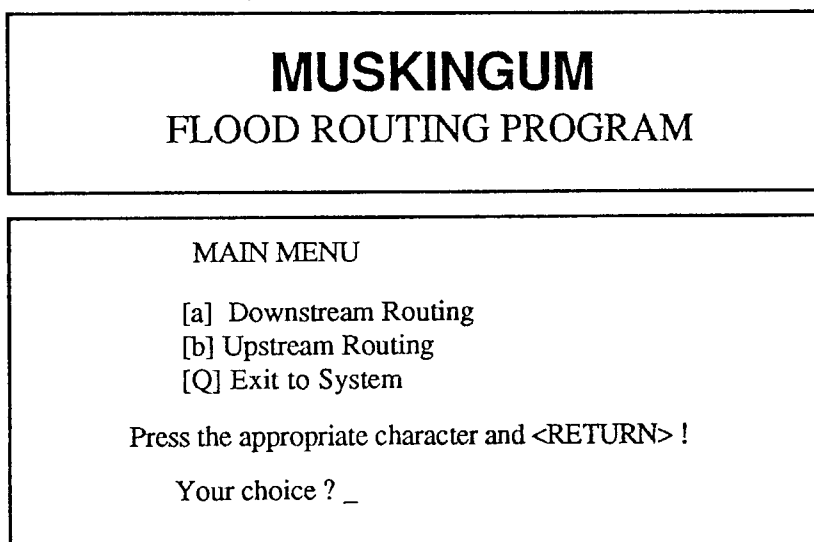 MUSKINGUM
FLOOD ROUTING PROGRAM
MAIN MENU
[a] Downstream Routing
[b] Upstream Routing
[Q] Exit to System
Press the appropriate character and <RETURN> !
Your choice ? _